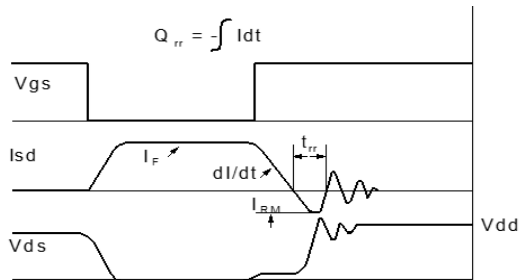 Q rr = -∫ Idt
Vgs
Isd
I F
dI/dt
t rr
I RM
Vds
Vdd